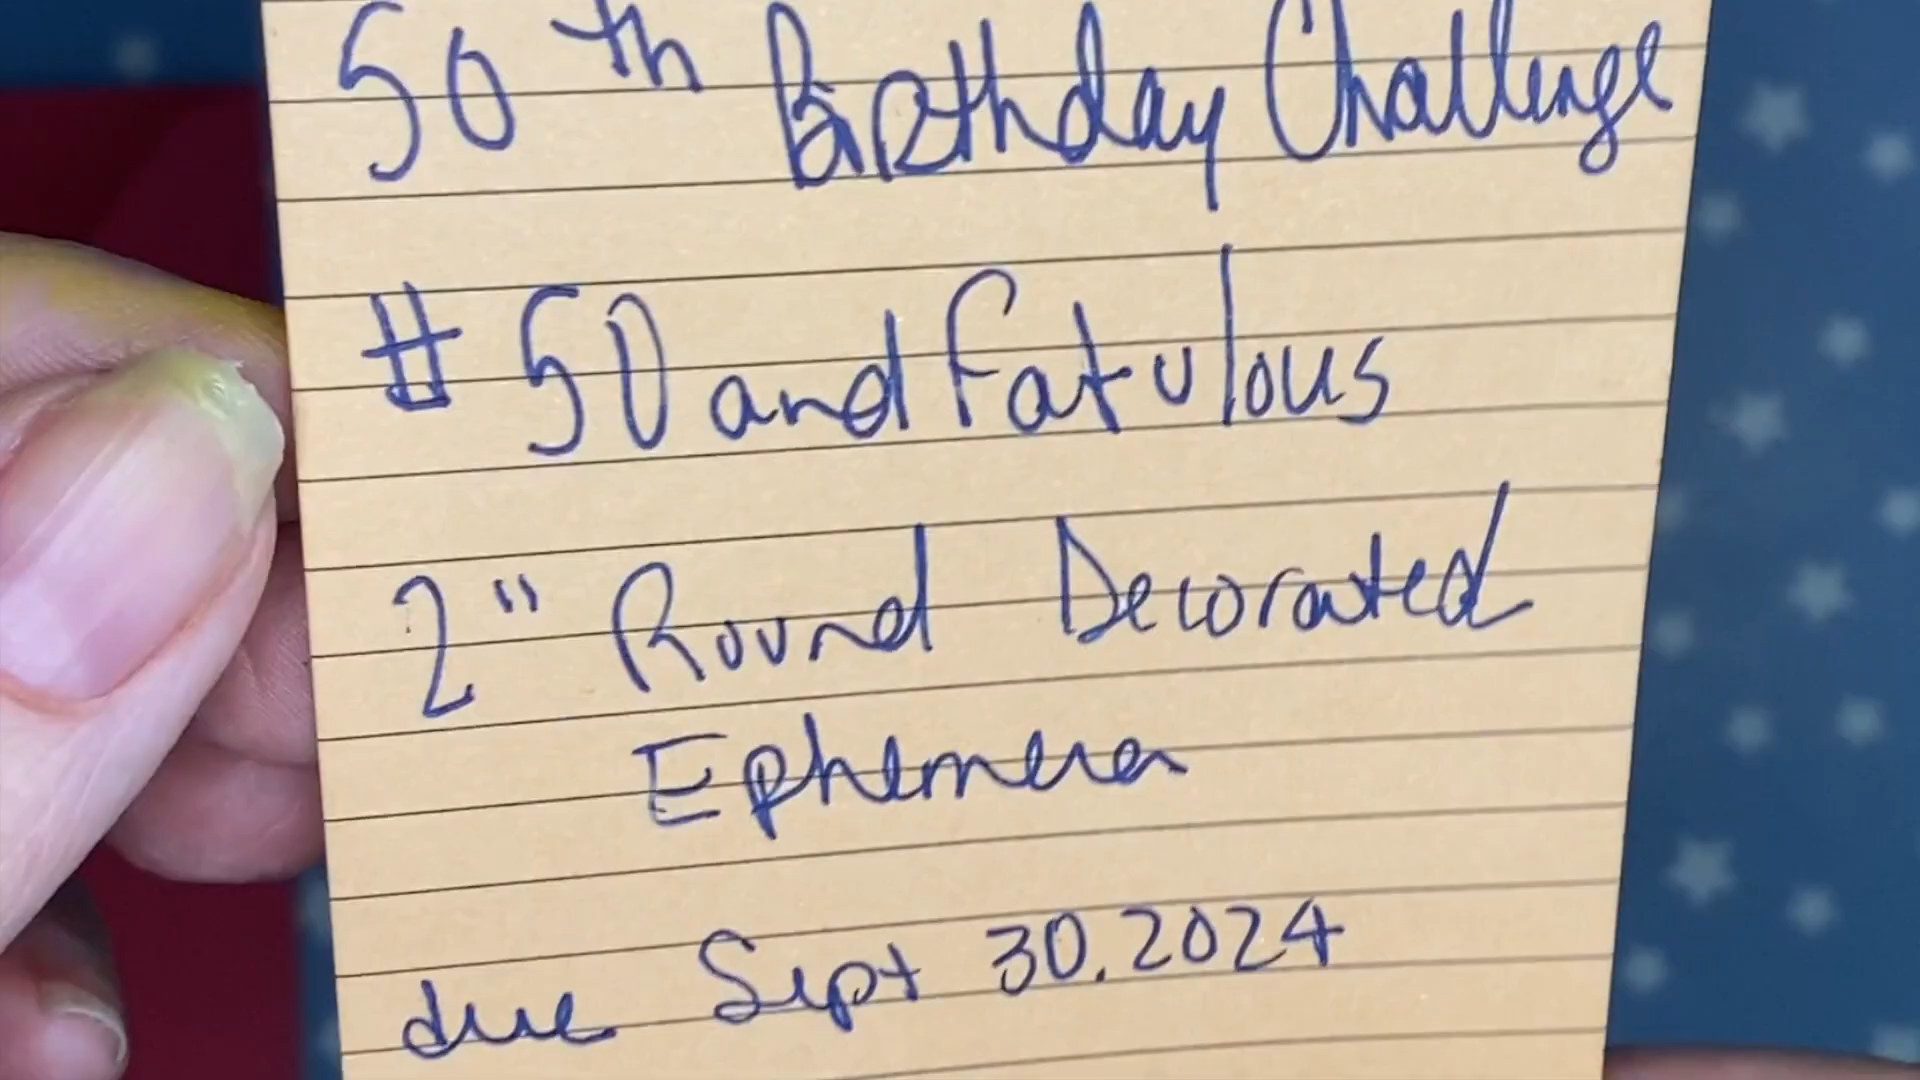 50th Birthday Challenge
#50andfatulous
2" Round Decorated
Ephemera
due Sept 30. 2024